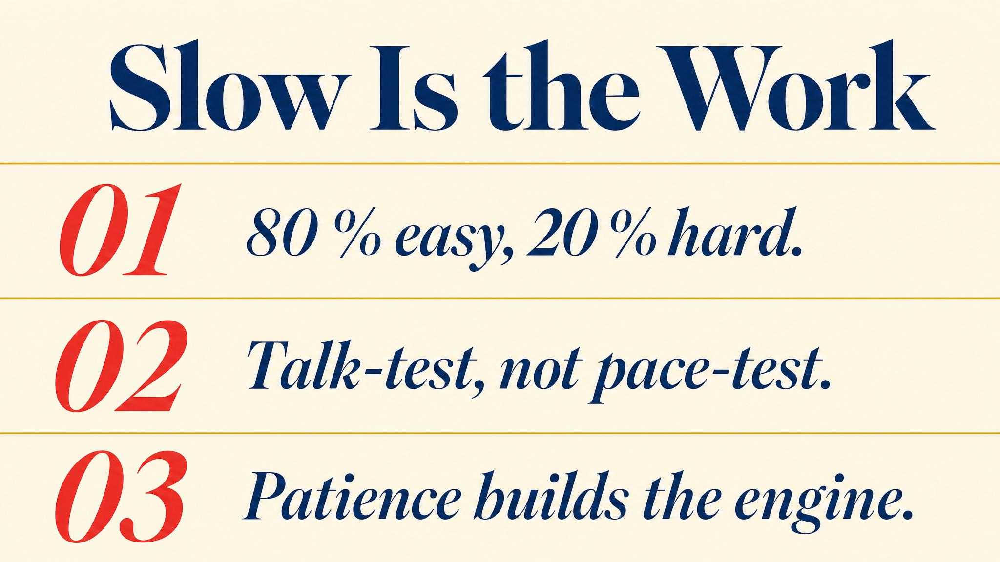 Slow Is the Work
01 80 % easy, 20 % hard.
02 Talk-test, not pace-test.
03 Patience builds the engine.